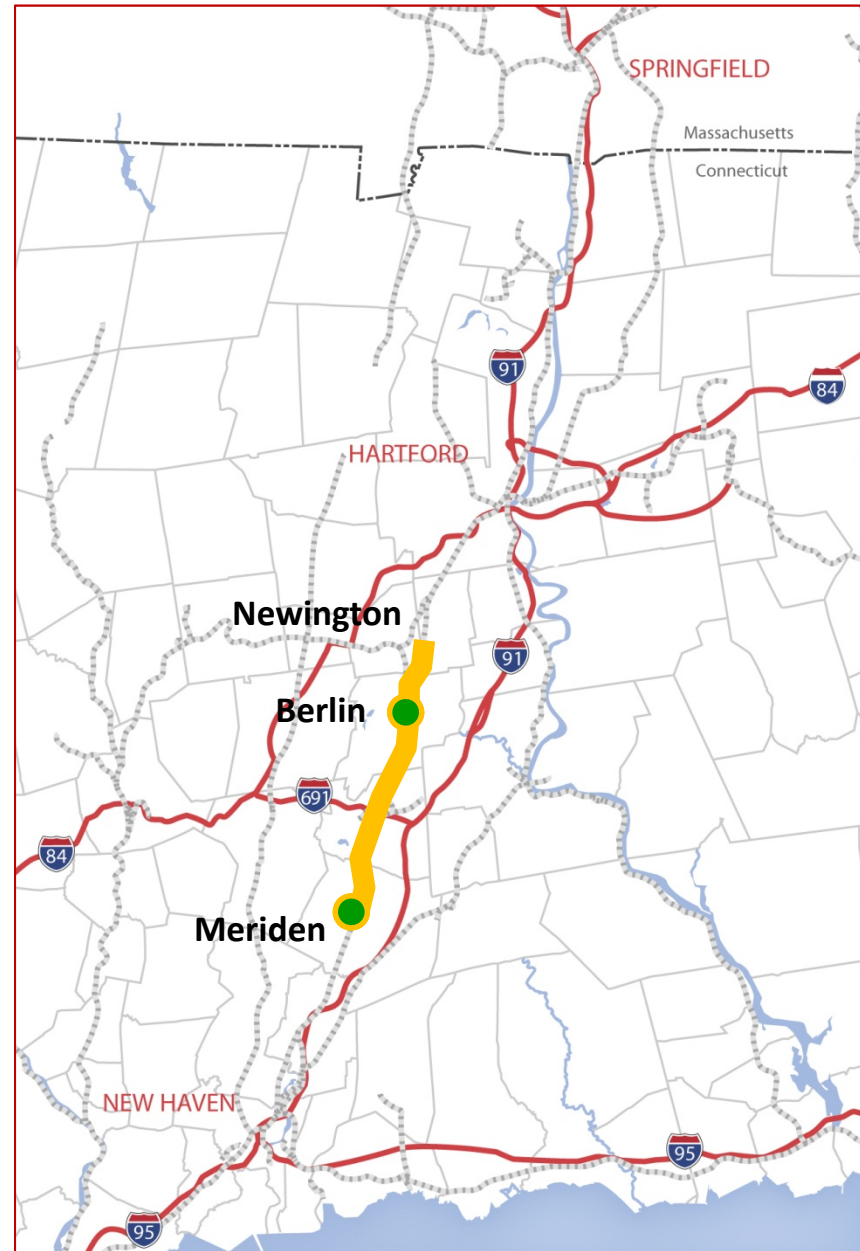 SPRINGFIELD
Massachusetts
Connecticut
91
84
HARTFORD
Newington
91
Berlin
691
84
Meriden
NEW HAVEN
95
95